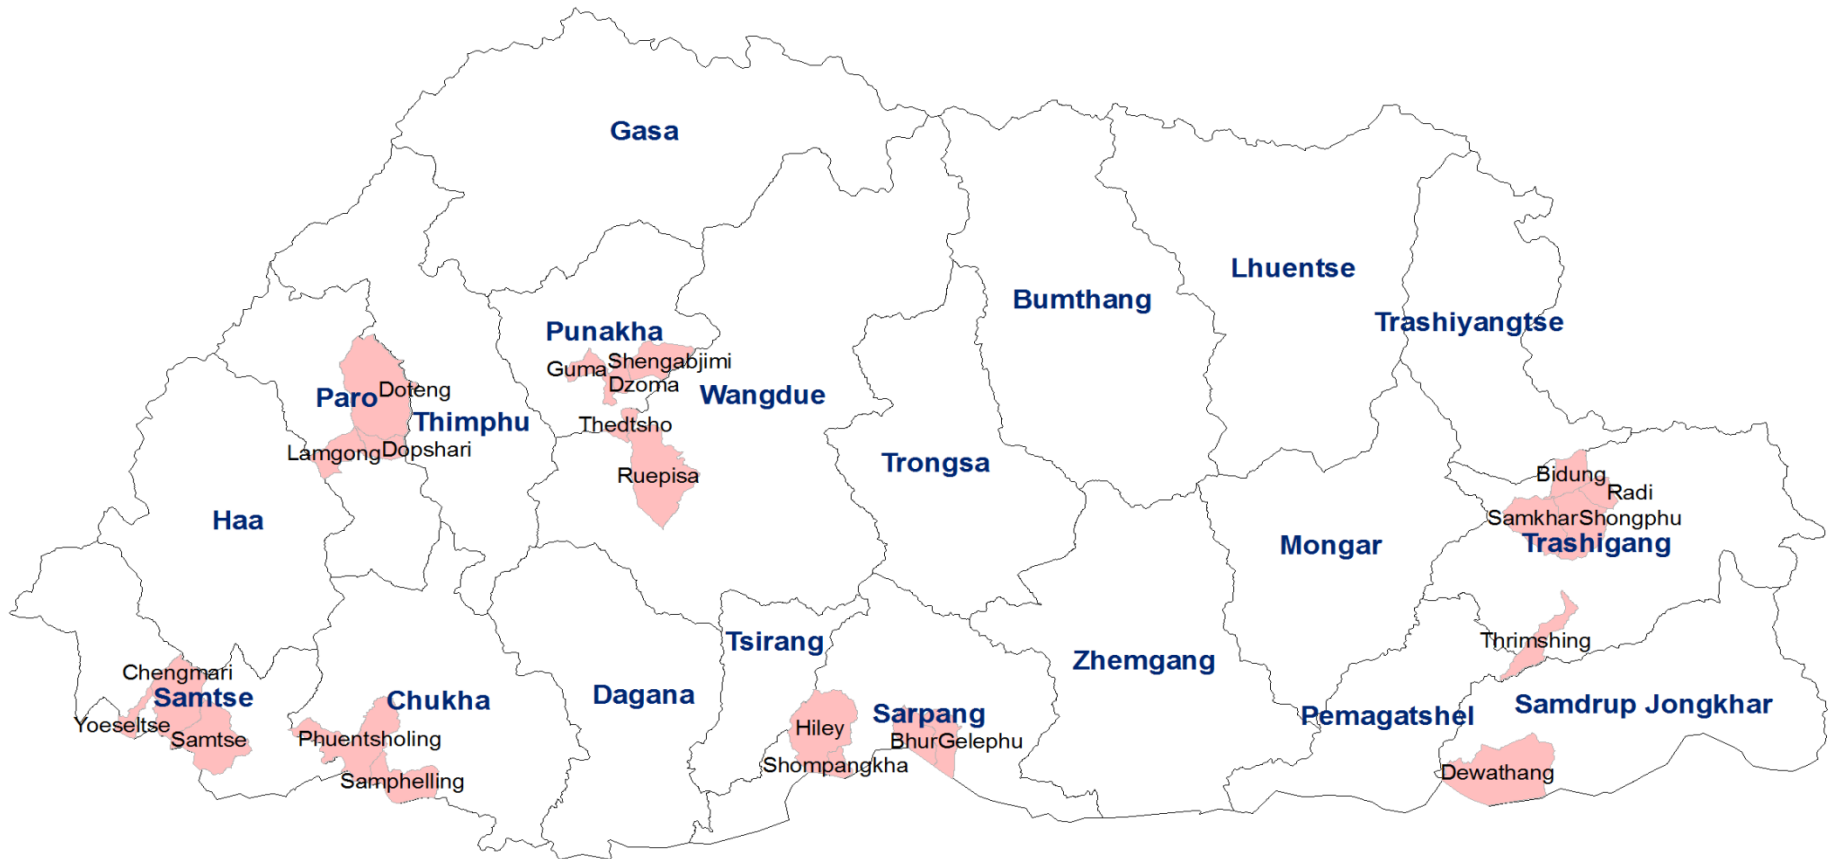 Gasa
Lhuentse
Bumthang
Trashiyangtse
Punakha
Shengabjimi
Guma
Dzoma
Wangdue
Paro
Doteng
Thimphu
Thedtsho
Lamgong
Dopshari
Trongsa
Ruepisa
Bidung
Radi
Samkhar
Shongphu
Haa
Mongar
Trashigang
Tsirang
Thrimshing
Zhemgang
Chengmari
Samtse
Chukha
Dagana
Sarpang
Pemagatshel
Samdrup Jongkhar
Yoeseltse
Samtse
Phuentsholing
Hiley
Bhur
Gelephu
Shompangkha
Samphelling
Dewathang